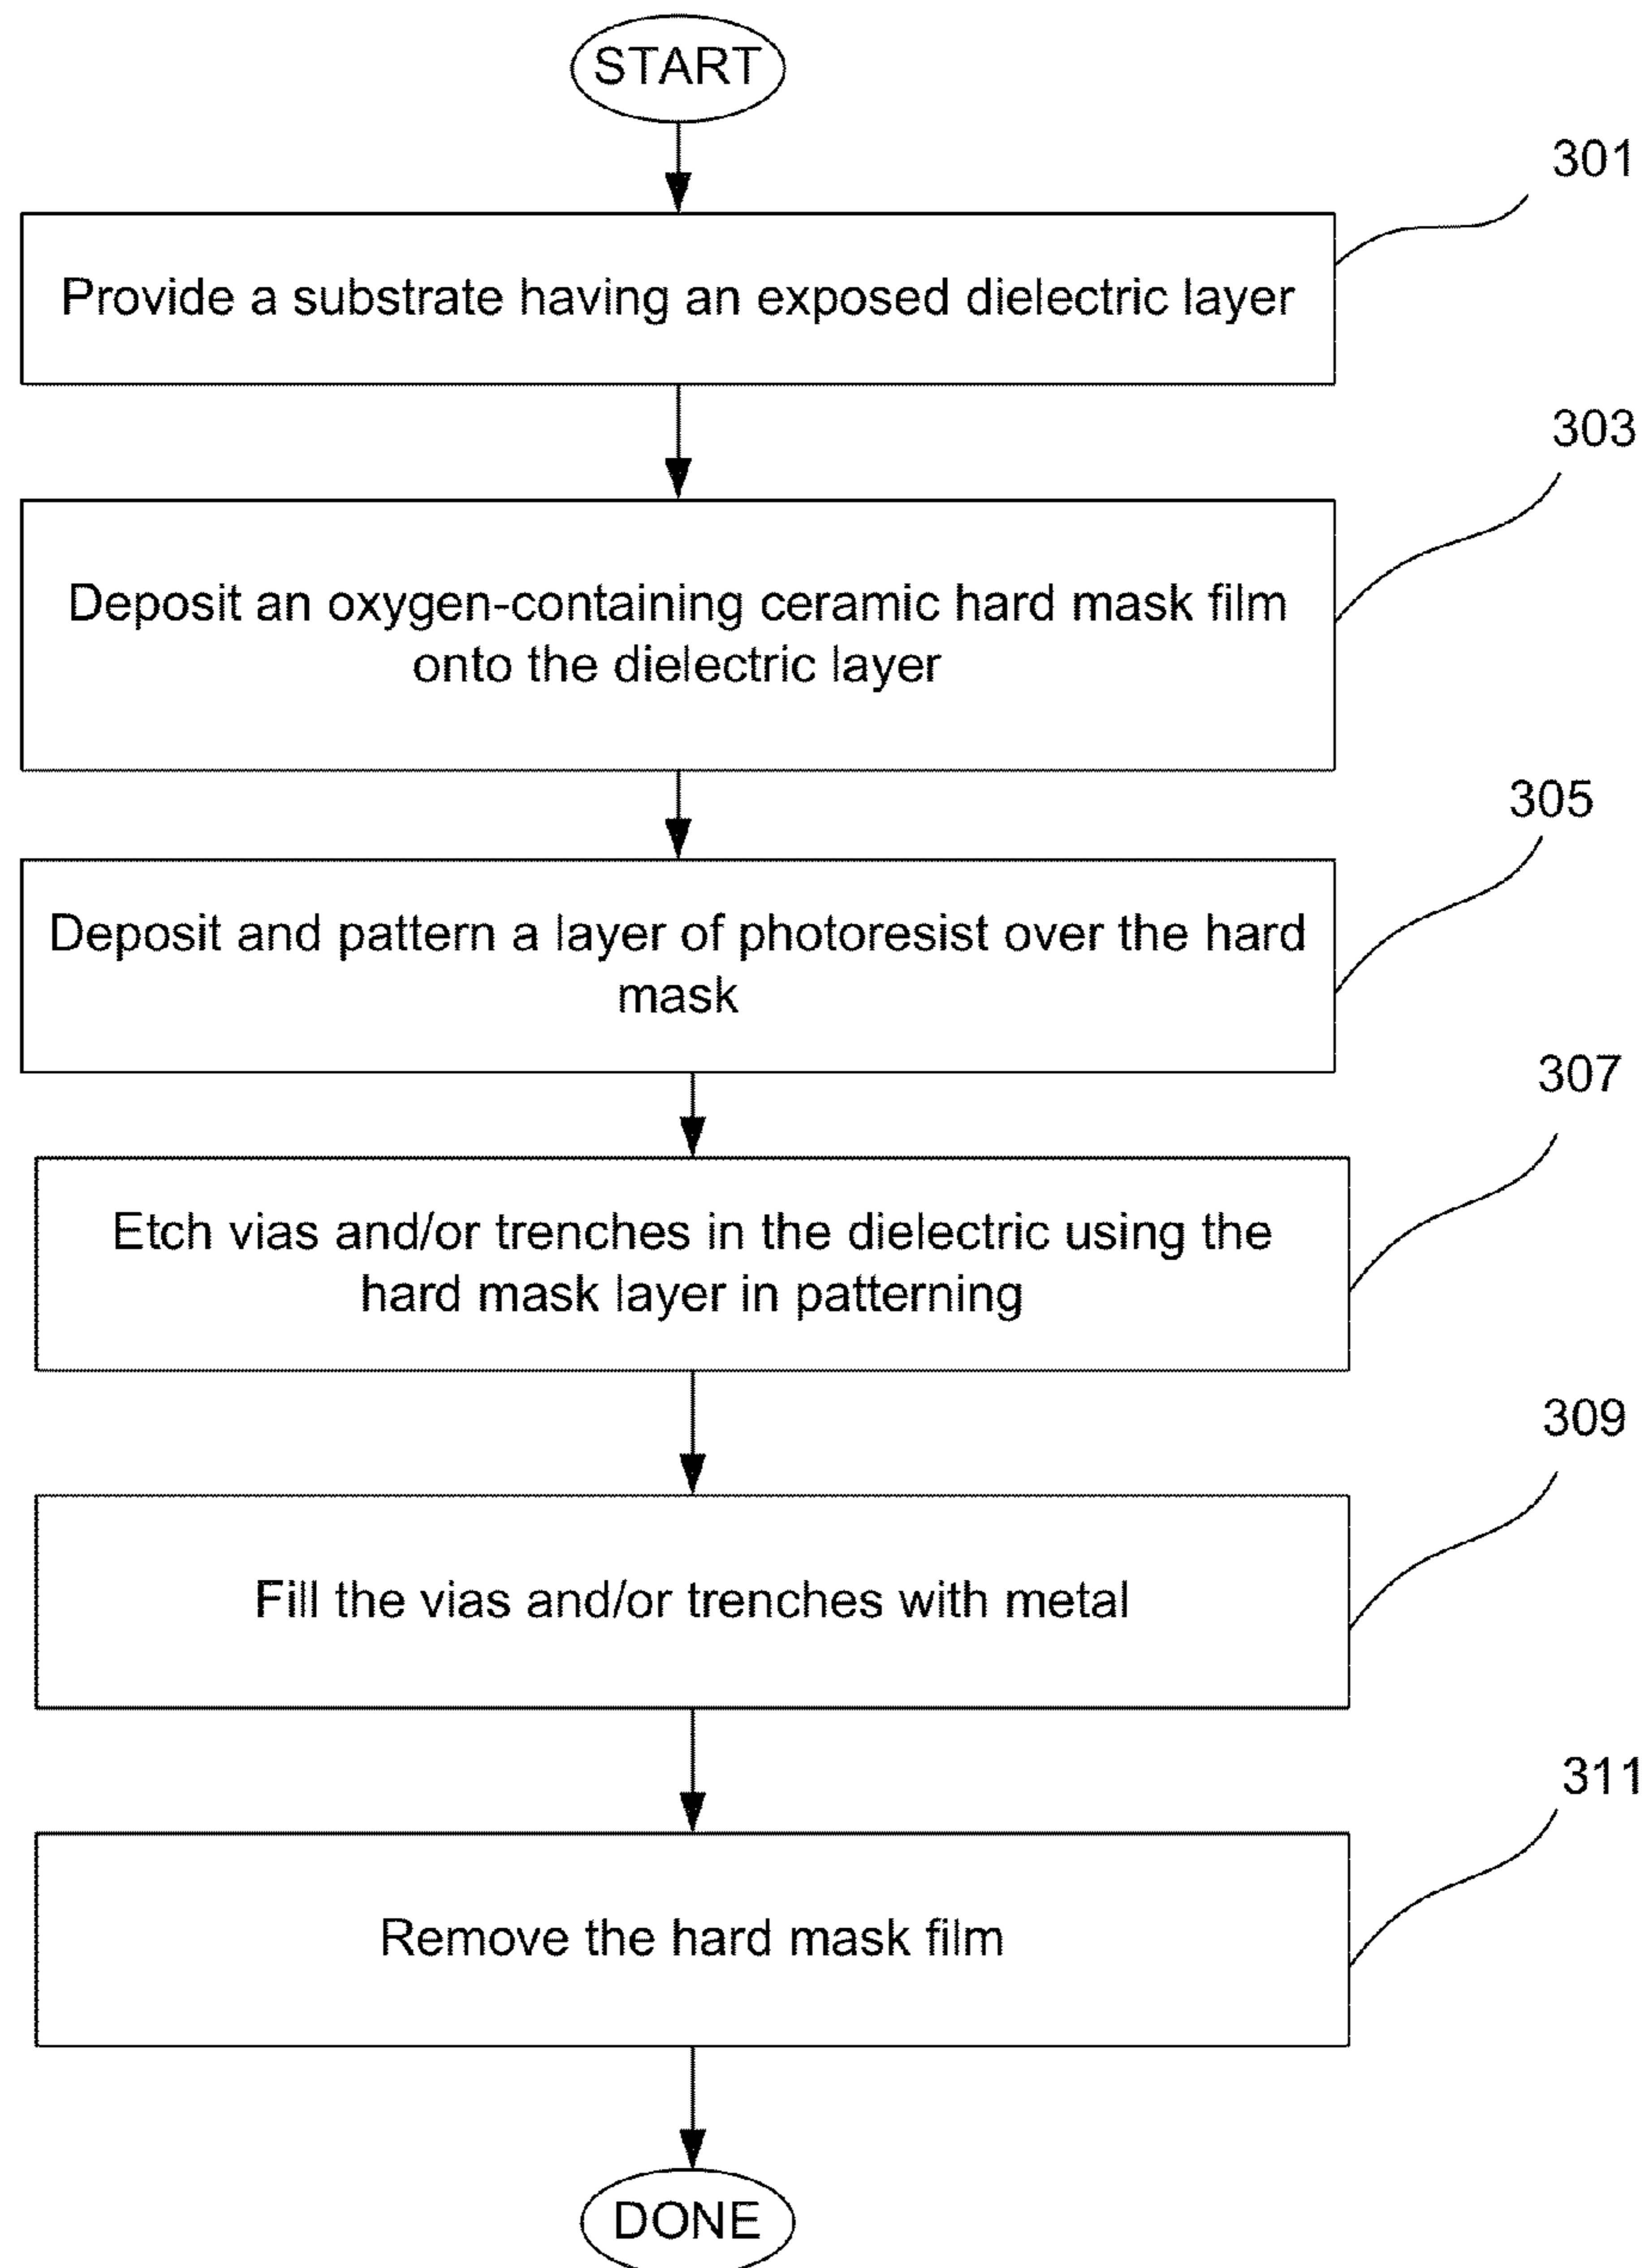 START
301
Provide a substrate having an exposed dielectric layer
303
Deposit an oxygen-containing ceramic hard mask film
onto the dielectric layer
305
Deposit and pattern a layer of photoresist over the hard
mask
307
Etch vias and/or trenches in the dielectric using the
hard mask layer in patterning
309
Fill the vias and/or trenches with metal
311
Remove the hard mask film
DONE